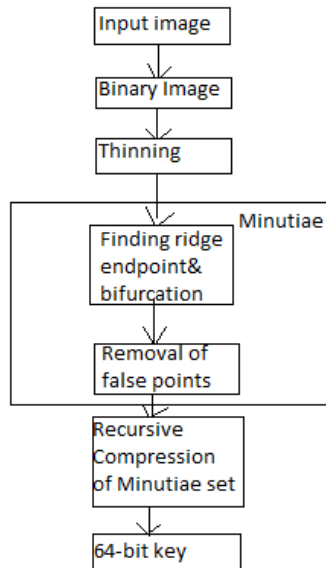 Input image
Binary Image
Thinning
Minutiae
Finding ridge
endpoint&
bifurcation
Removal of
false points
Recursive
Compression
of Minutiae set
64-bit key